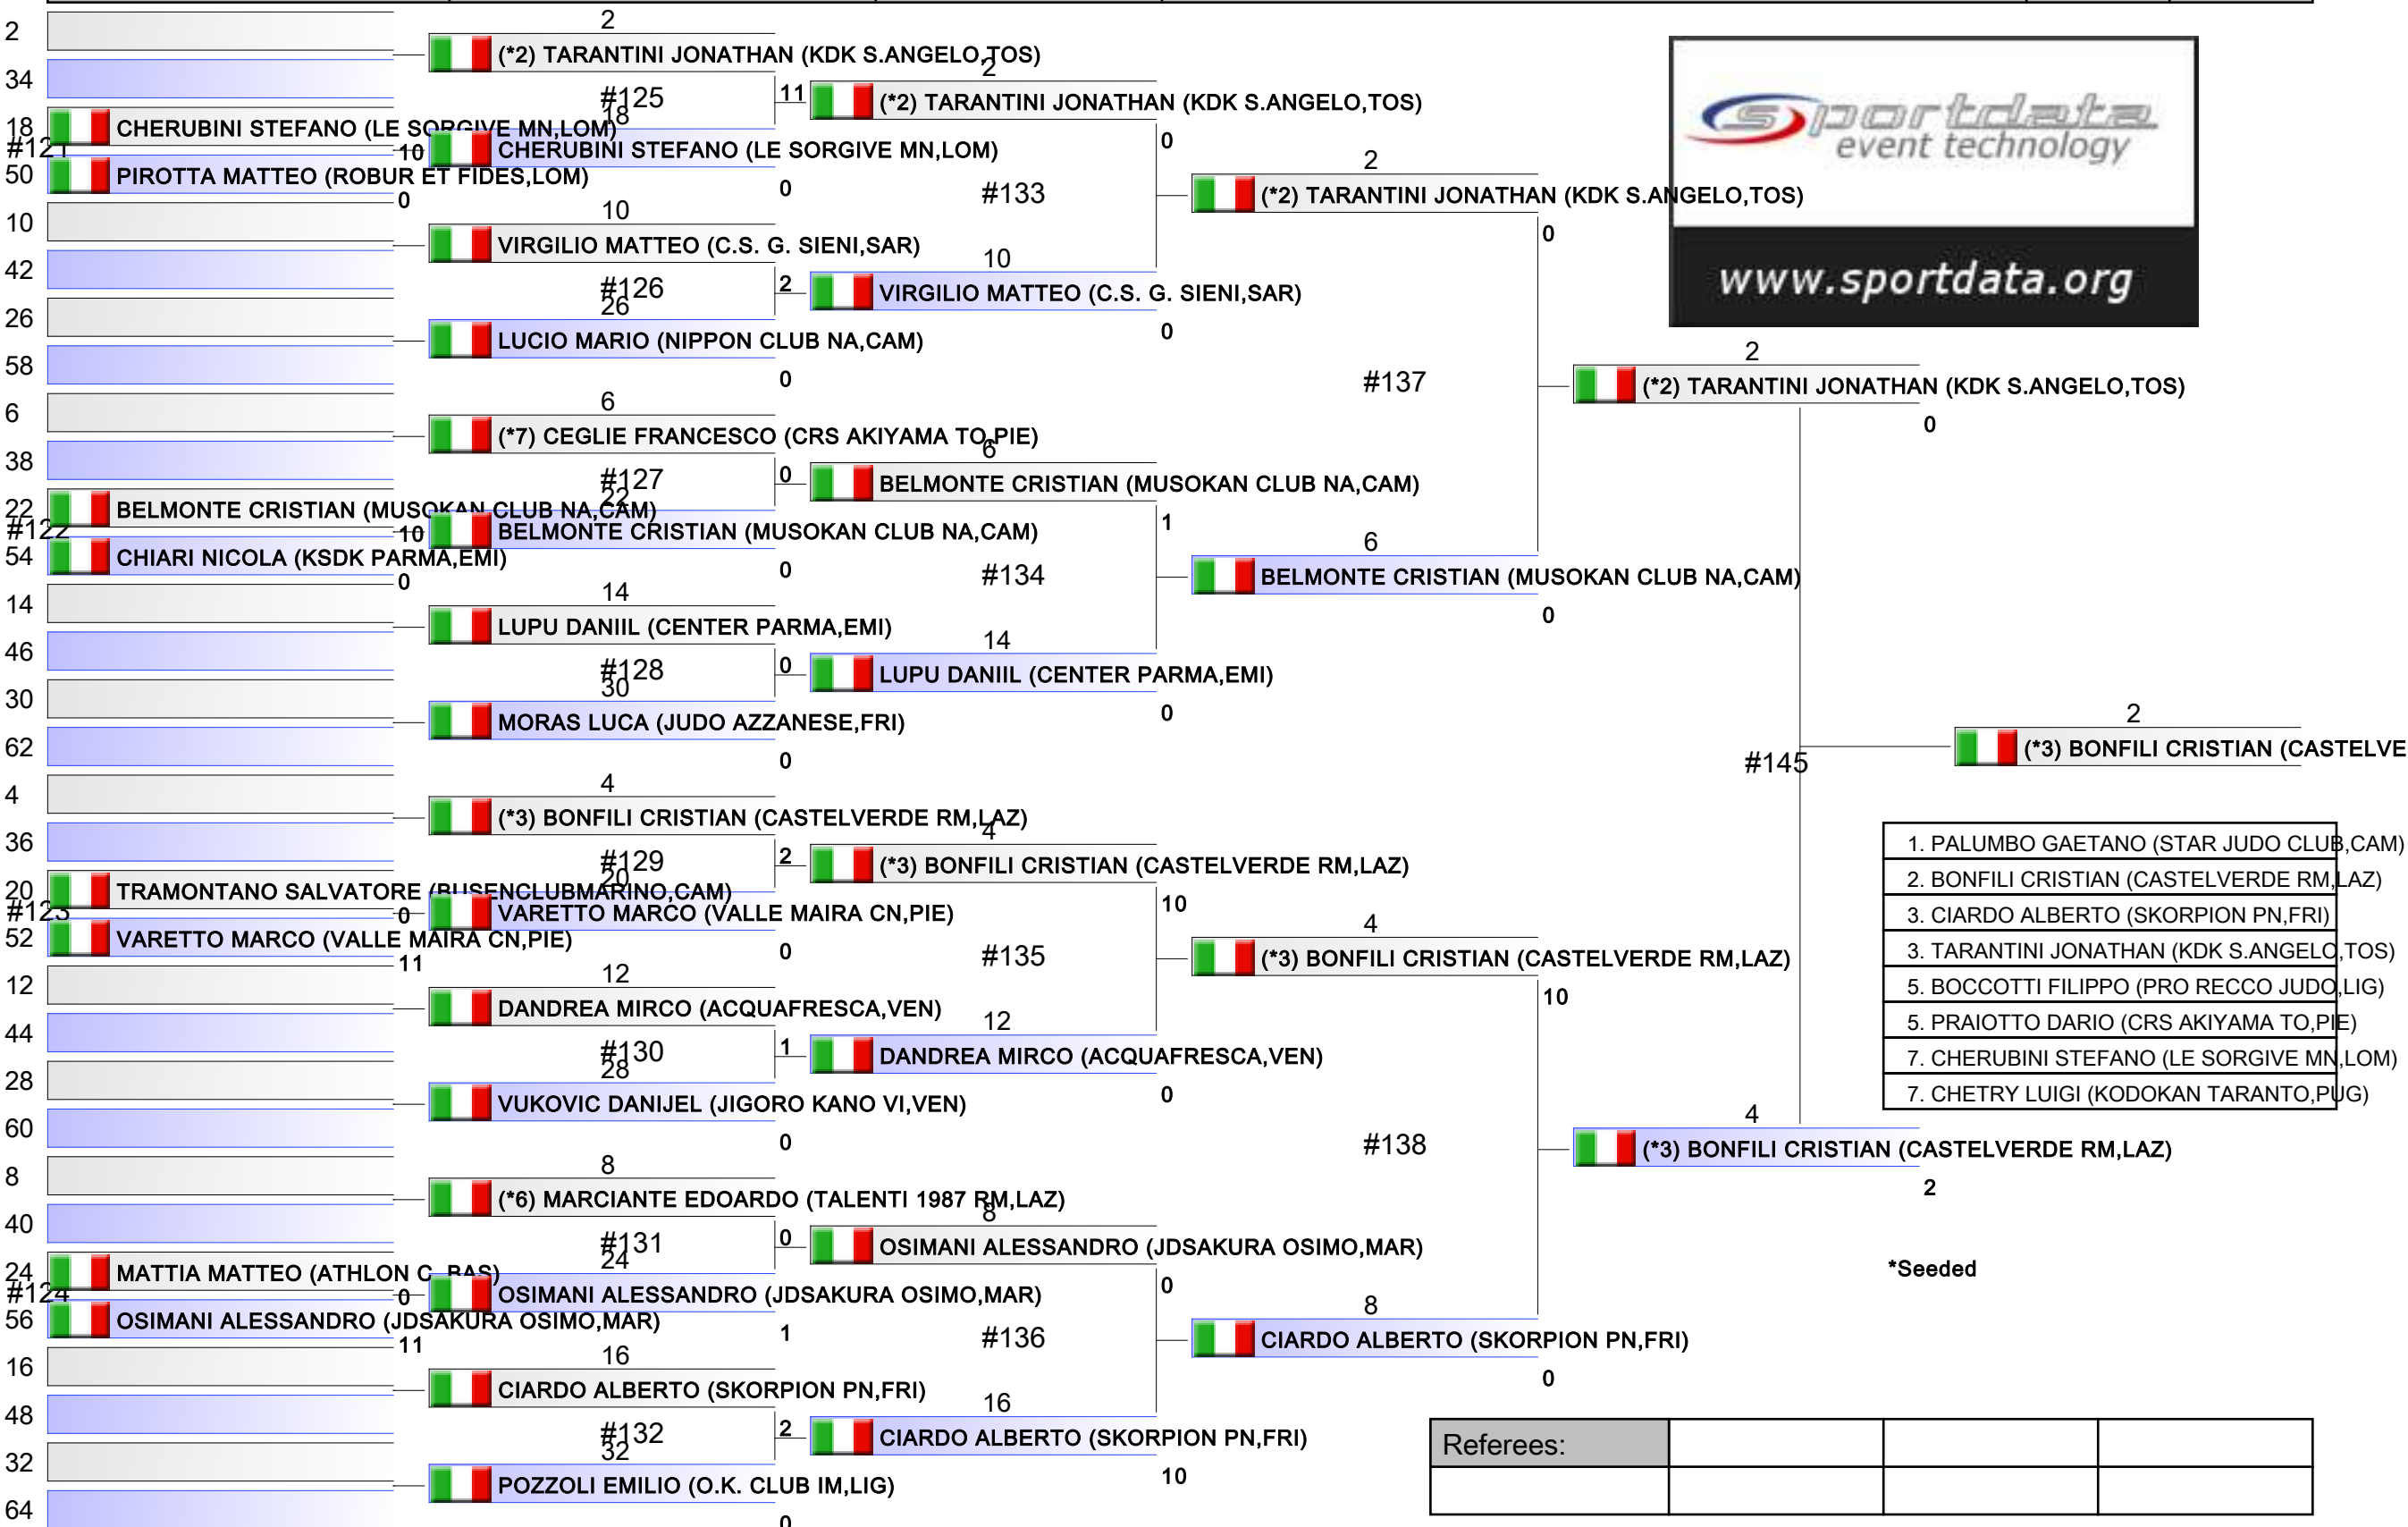 2
34
18
#121
50
10
42
26
58
6
38
22
#122
54
14
46
30
62
4
36
20
#123
52
12
44
28
60
8
40
24
#124
56
16
48
32
64
CHERUBINI STEFANO (LE SORGIVE MN,LOM)
10
PIROTTA MATTEO (ROBUR ET FIDES,LOM)
0
BELMONTE CRISTIAN (MUSOKAN CLUB NA,CAM)
10
CHIARI NICOLA (KSDK PARMA,EMI)
0
TRAMONTANO SALVATORE (BUSENCLUBMARINO,CAM)
0
VARETTO MARCO (VALLE MAIRA CN,PIE)
11
MATTIA MATTEO (ATHLON C. BAS)
0
OSIMANI ALESSANDRO (JDSAKURA OSIMO,MAR)
11
2
(*2) TARANTINI JONATHAN (KDK S.ANGELO,TOS)
#125
11
18
CHERUBINI STEFANO (LE SORGIVE MN,LOM)
0
10
VIRGILIO MATTEO (C.S. G. SIENI,SAR)
#126
2
26
LUCIO MARIO (NIPPON CLUB NA,CAM)
0
6
(*7) CEGLIE FRANCESCO (CRS AKIYAMA TO,PIE)
#127
0
22
BELMONTE CRISTIAN (MUSOKAN CLUB NA,CAM)
0
14
LUPU DANIIL (CENTER PARMA,EMI)
#128
0
30
MORAS LUCA (JUDO AZZANESE,FRI)
0
4
(*3) BONFILI CRISTIAN (CASTELVERDE RM,LAZ)
#129
2
20
VARETTO MARCO (VALLE MAIRA CN,PIE)
0
12
DANDREA MIRCO (ACQUAFRESCA,VEN)
#130
1
28
VUKOVIC DANIJEL (JIGORO KANO VI,VEN)
0
8
(*6) MARCIANTE EDOARDO (TALENTI 1987 RM,LAZ)
#131
0
24
OSIMANI ALESSANDRO (JDSAKURA OSIMO,MAR)
1
16
CIARDO ALBERTO (SKORPION PN,FRI)
#132
2
32
POZZOLI EMILIO (O.K. CLUB IM,LIG)
0
2
(*2) TARANTINI JONATHAN (KDK S.ANGELO,TOS)
0
#133
10
VIRGILIO MATTEO (C.S. G. SIENI,SAR)
0
6
BELMONTE CRISTIAN (MUSOKAN CLUB NA,CAM)
1
#134
14
LUPU DANIIL (CENTER PARMA,EMI)
0
4
(*3) BONFILI CRISTIAN (CASTELVERDE RM,LAZ)
10
#135
12
DANDREA MIRCO (ACQUAFRESCA,VEN)
0
8
OSIMANI ALESSANDRO (JDSAKURA OSIMO,MAR)
0
#136
16
CIARDO ALBERTO (SKORPION PN,FRI)
10
2
(*2) TARANTINI JONATHAN (KDK S.ANGELO,TOS)
0
#137
6
BELMONTE CRISTIAN (MUSOKAN CLUB NA,CAM)
0
4
(*3) BONFILI CRISTIAN (CASTELVERDE RM,LAZ)
10
#138
8
CIARDO ALBERTO (SKORPION PN,FRI)
0
sportdata
event technology
www.sportdata.org
2
(*2) TARANTINI JONATHAN (KDK S.ANGELO,TOS)
0
#145
4
(*3) BONFILI CRISTIAN (CASTELVERDE RM,LAZ)
2
2
(*3) BONFILI CRISTIAN (CASTELVE
1. PALUMBO GAETANO (STAR JUDO CLUB,CAM)
2. BONFILI CRISTIAN (CASTELVERDE RM,LAZ)
3. CIARDO ALBERTO (SKORPION PN,FRI)
3. TARANTINI JONATHAN (KDK S.ANGELO,TOS)
5. BOCCOTTI FILIPPO (PRO RECCO JUDO,LIG)
5. PRAIOTTO DARIO (CRS AKIYAMA TO,PIE)
7. CHERUBINI STEFANO (LE SORGIVE MN,LOM)
7. CHETRY LUIGI (KODOKAN TARANTO,PUG)
*Seeded
Referees: